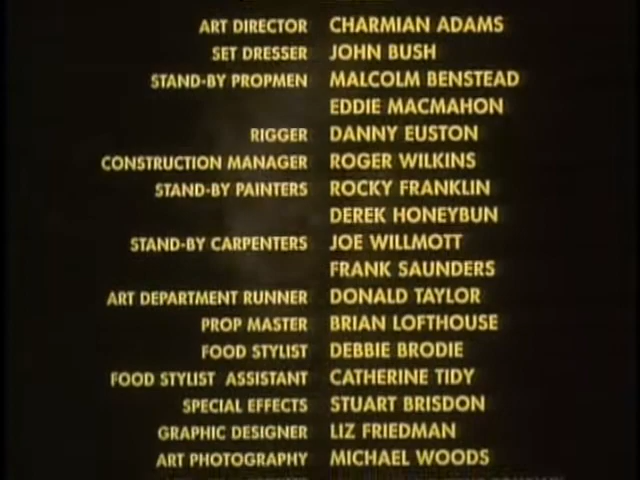 ART DIRECTOR CHARMIAN ADAMS
SET DRESSER JOHN BUSH
STAND-BY PROPMEN MALCOLM BENSTEAD
EDDIE MACMAHON
RIGGER DANNY EUSTON
CONSTRUCTION MANAGER ROGER WILKINS
STAND-BY PAINTERS ROCKY FRANKLIN
DEREK HONEYBUN
STAND-BY CARPENTERS JOE WILLMOTT
FRANK SAUNDERS
ART DEPARTMENT RUNNER DONALD TAYLOR
PROP MASTER BRIAN LOFTHOUSE
FOOD STYLIST DEBBIE BRODIE
FOOD STYLIST ASSISTANT CATHERINE TIDY
SPECIAL EFFECTS STUART BRISDON
GRAPHIC DESIGNER LIZ FRIEDMAN
ART PHOTOGRAPHY MICHAEL WOODS